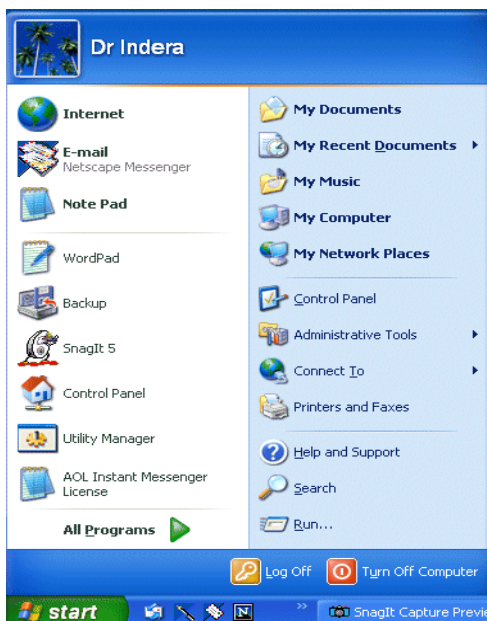 Dr Indera
Internet
E-mail
Netscape Messenger
Note Pad
WordPad
Backup
SnagIt 5
Control Panel
Utility Manager
AOL Instant Messenger
License
All Programs
My Documents
My Recent Documents
My Music
My Computer
My Network Places
Control Panel
Administrative Tools
Connect To
Printers and Faxes
Help and Support
Search
Run...
Log Off
Turn Off Computer
start
N
SnagIt Capture Previe